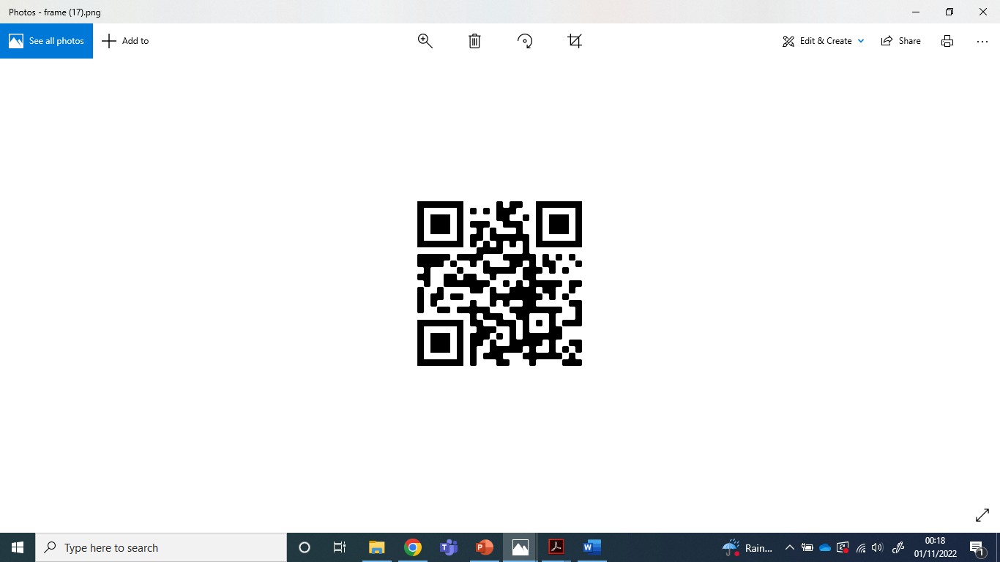 Photos - frame (17).png
See all photos
Add to
Edit & Create
Share
Type here to search
Rain...
00:18
01/11/2022
1